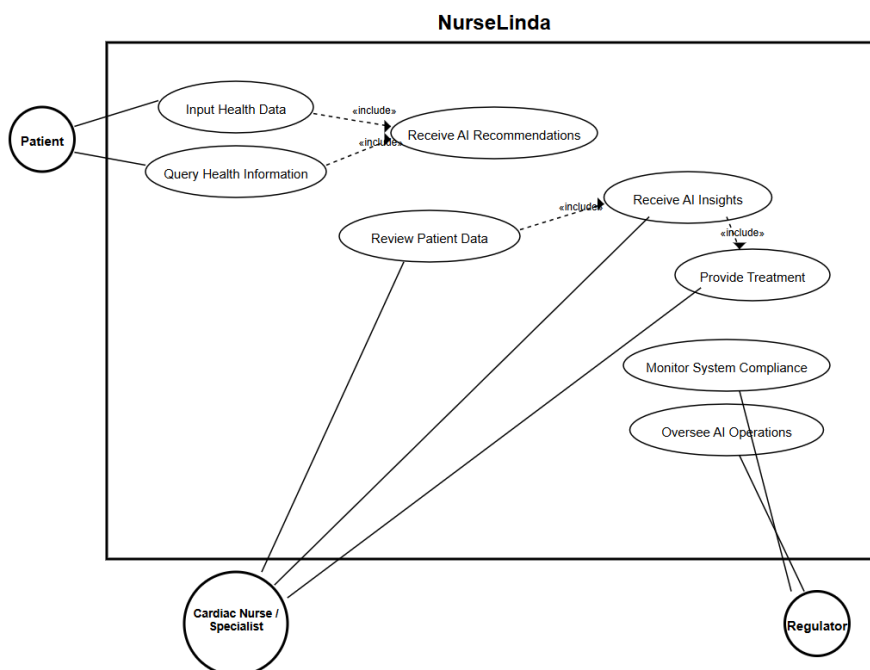 NurseLinda
Input Health Data
«include»
Receive AI Recommendations
Patient
«include»
Query Health Information
Receive AI Insights
«include»
«include»
Review Patient Data
Provide Treatment
Monitor System Compliance
Oversee AI Operations
Cardiac Nurse /
Specialist
Regulator